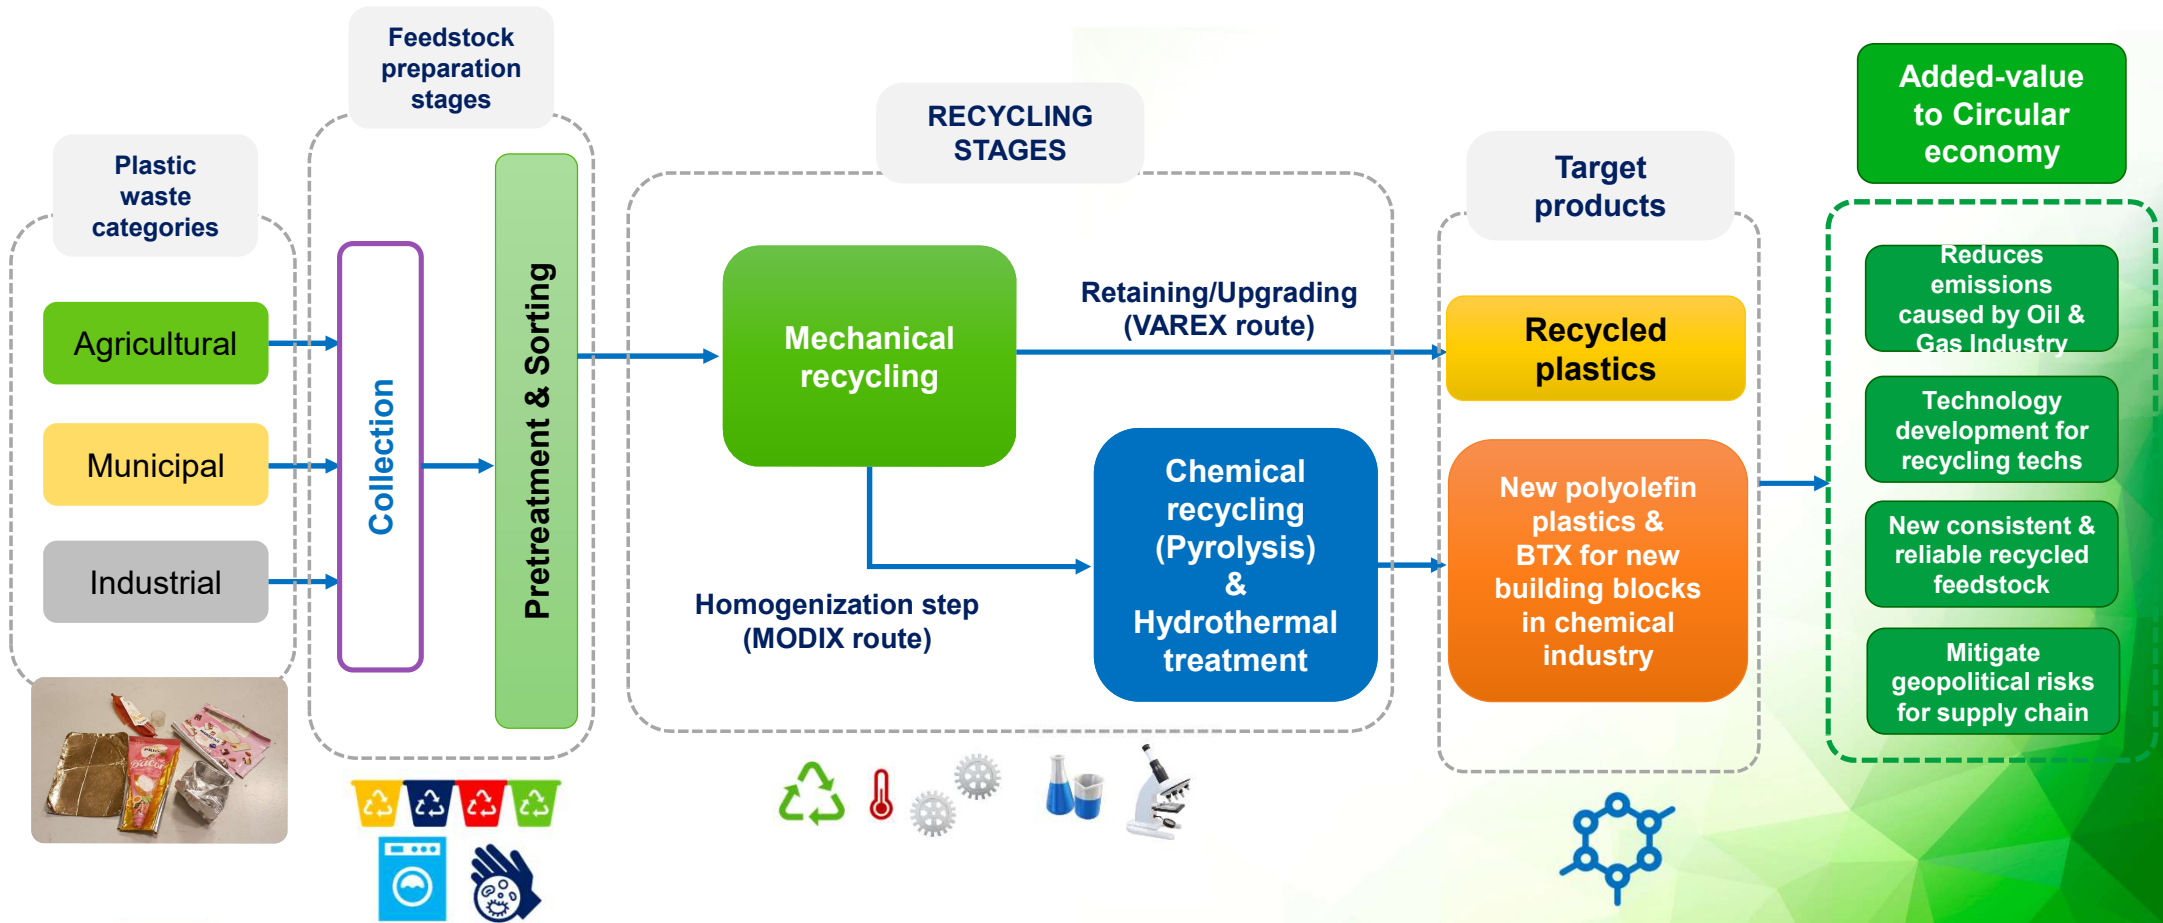 Plastic
waste
categories
Agricultural
Municipal
Industrial
Feedstock
preparation
stages
Collection
Pretreatment & Sorting
RECYCLING
STAGES
Mechanical
recycling
Retaining/Upgrading
(VAREX route)
Homogenization step
(MODIX route)
Chemical
recycling
(Pyrolysis)
&
Hydrothermal
treatment
Target
products
Recycled
plastics
New polyolefin
plastics &
BTX for new
building blocks
in chemical
industry
Added-value
to Circular
economy
Reduces
emissions
caused by Oil &
Gas Industry
Technology
development for
recycling techs
New consistent &
reliable recycled
feedstock
Mitigate
geopolitical risks
for supply chain